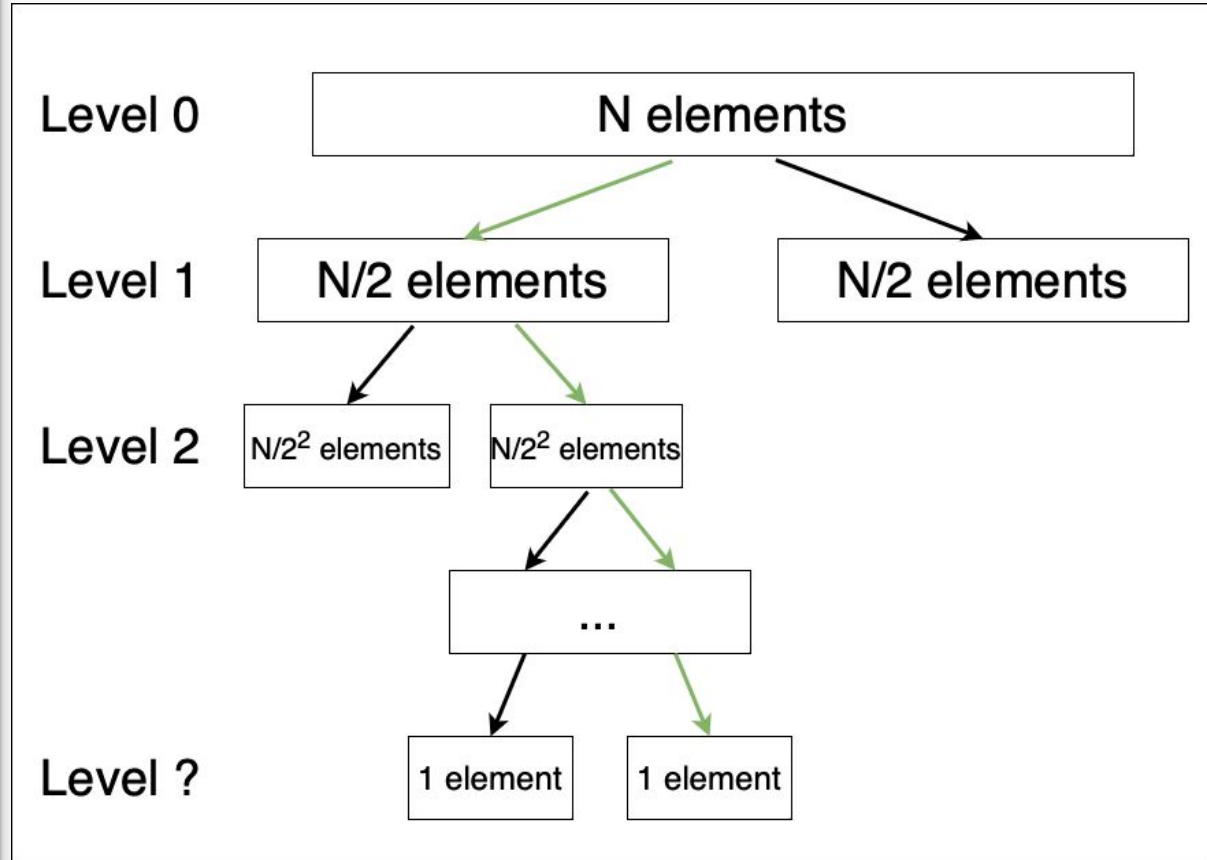 Level 0
N elements
Level 1
N/2 elements
N/2 elements
Level 2
N/2² elements
N/2² elements
...
Level ?
1 element
1 element